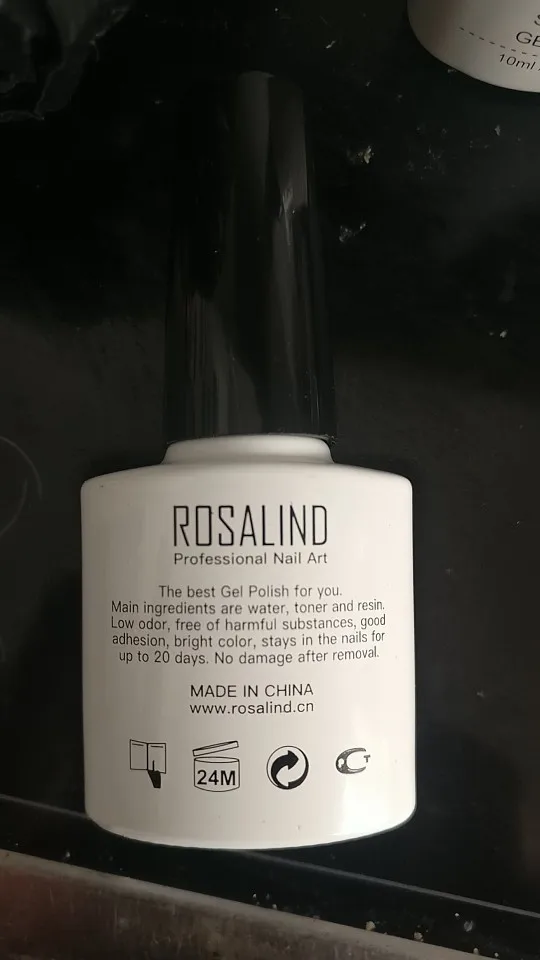 GE
10ml
ROSALIND
Professional Nail Art
The best Gel Polish for you.
Main ingredients are water, toner and resin.
Low odor, free of harmful substances, good
adhesion, bright color, stays in the nails for
up to 20 days. No damage after removal.
MADE IN CHINA
www.rosalind.cn
24M
CT